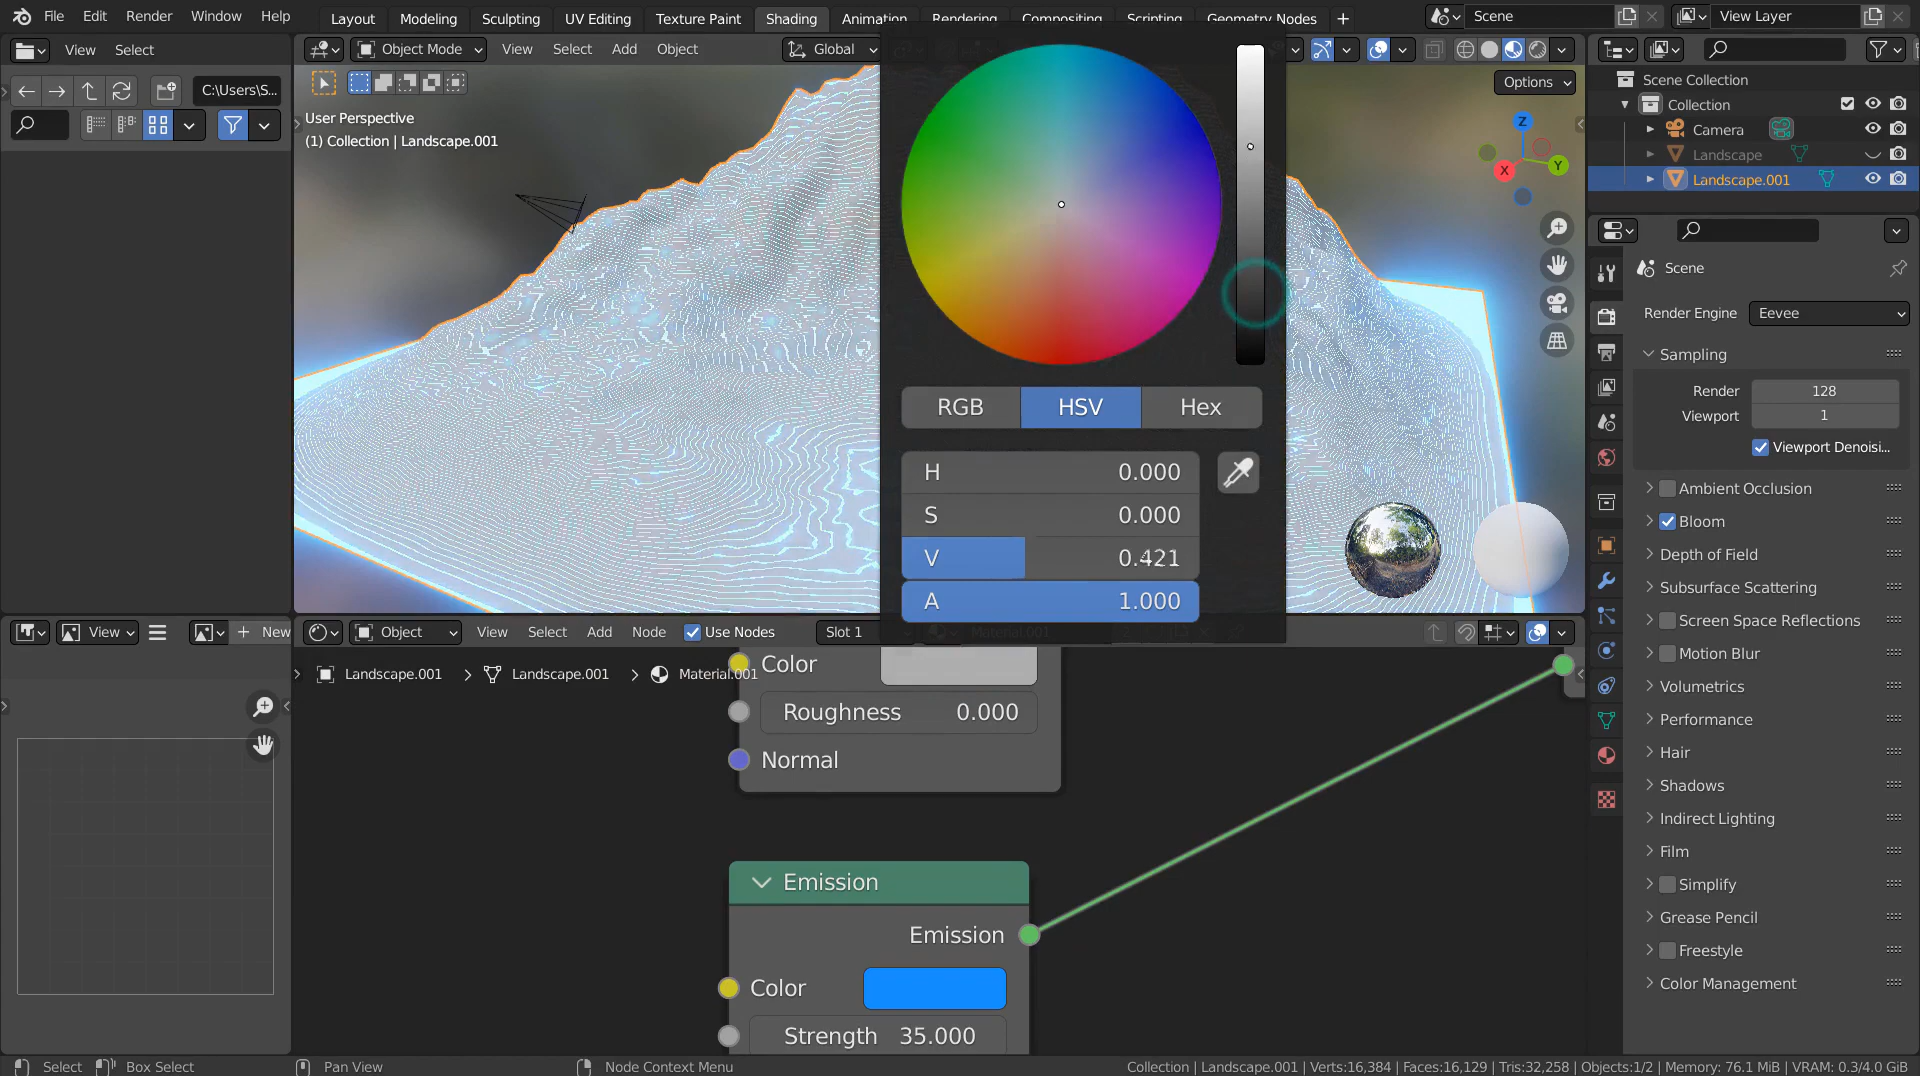 File Edit Render Window Help Layout Modeling Sculpting UV Editing Texture Paint Shading Animation Rendering Compositing Scripting Geometry Nodes + Scene View Layer
View Select Object Mode View Select Add Object Global
C:\Users\S... Options
User Perspective
(1) Collection | Landscape.001
Scene Collection
Collection
Camera
Landscape
Landscape.001
Z
X
Y
Scene
Render Engine Eevee
Sampling
Render 128
Viewport 1
Viewport Denoisi...
Ambient Occlusion
Bloom
Depth of Field
Subsurface Scattering
Screen Space Reflections
Motion Blur
Volumetrics
Performance
Hair
Shadows
Indirect Lighting
Film
Simplify
Grease Pencil
Freestyle
Color Management
RGB HSV Hex
H 0.000
S 0.000
V 0.421
A 1.000
View + New Object View Select Add Node Use Nodes Slot 1 Material.001
Landscape.001 Landscape.001 Material.001
Color
Roughness 0.000
Normal
Emission
Emission
Color
Strength 35.000
Select Box Select Pan View Node Context Menu Collection | Landscape.001 | Verts:16,384 | Faces:16,129 | Tris:32,258 | Objects:1/2 | Memory: 76.1 MiB | VRAM: 0.3/4.0 GiB